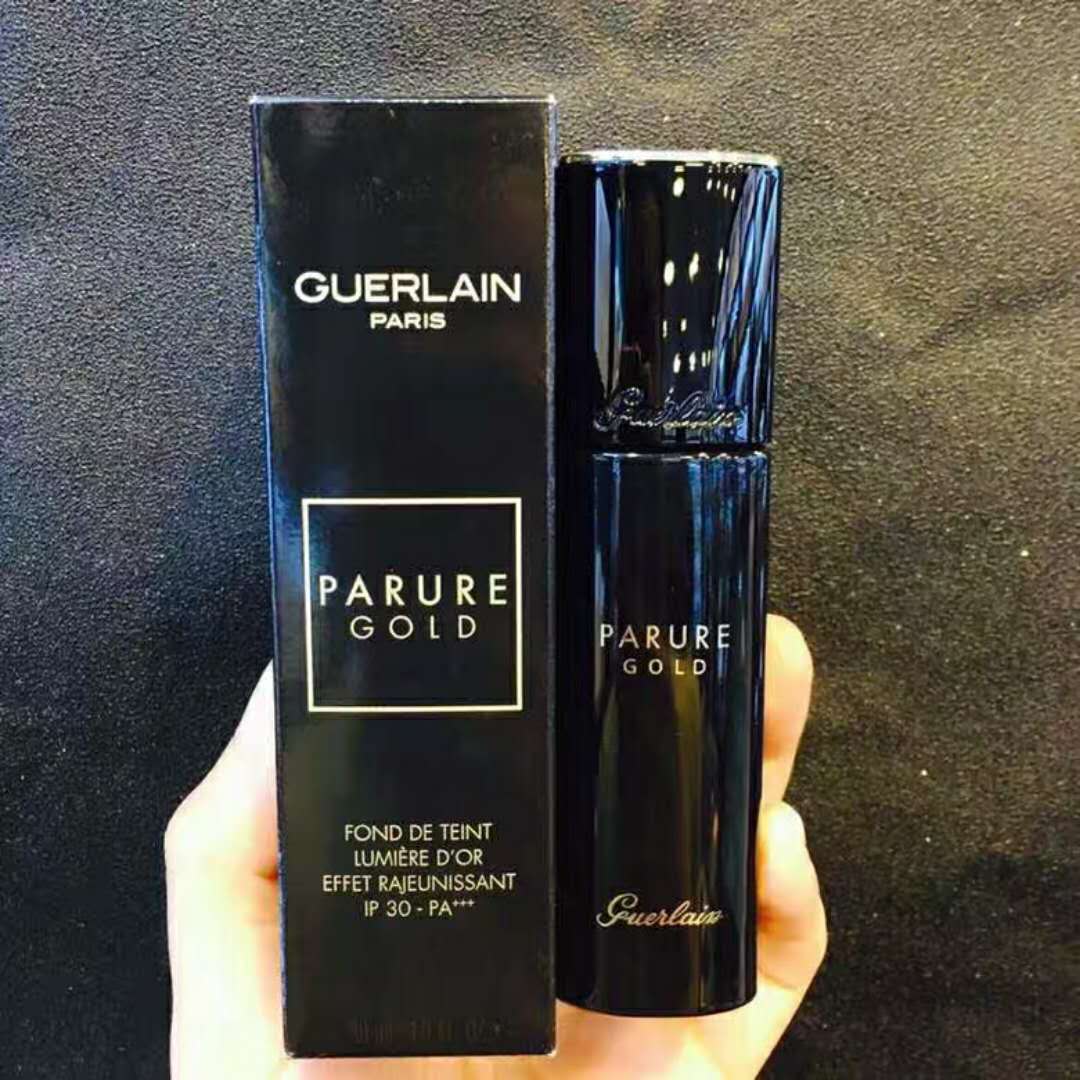 GUERLAIN
PARIS
PARURE
GOLD
FOND DE TEINT
LUMIÈRE D'OR
EFFET RAJEUNISSANT
IP 30 - PA+++
Guerlain
PARURE
GOLD
Guerlain